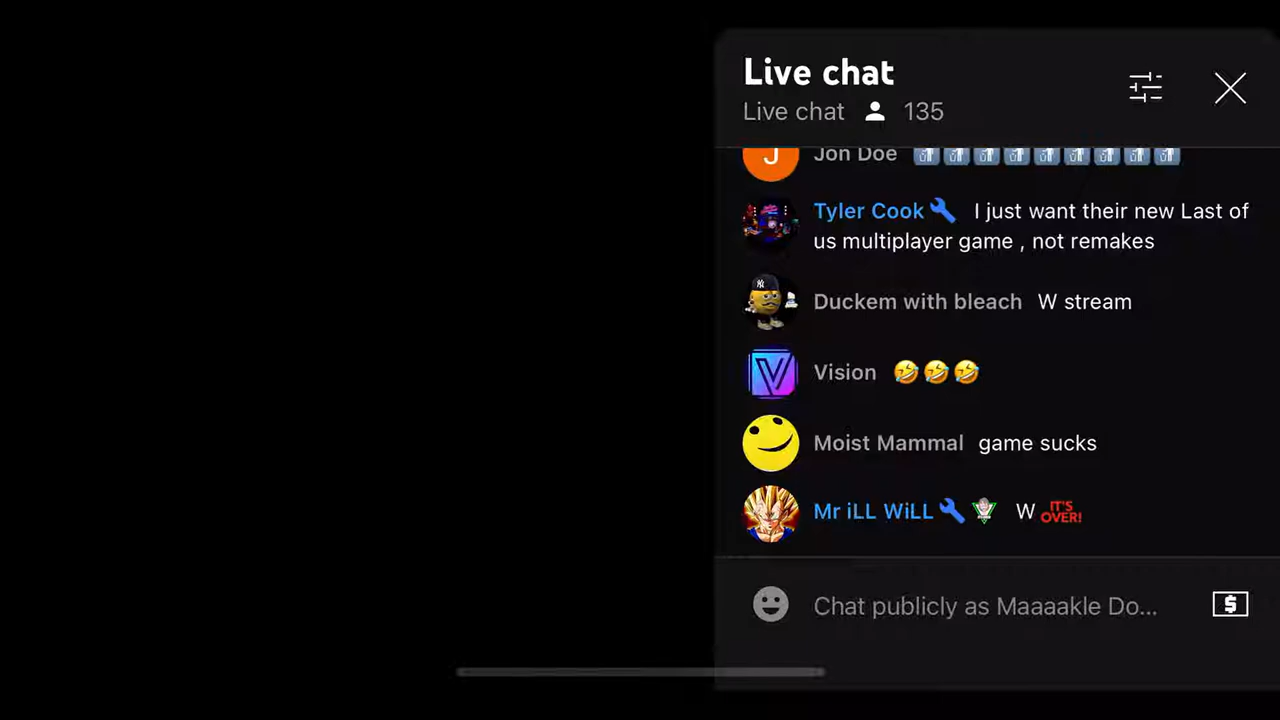 Live chat
Live chat 135
J
Jon Doe
Tyler Cook I just want their new Last of
us multiplayer game , not remakes
Duckem with bleach W stream
V
Vision
Moist Mammal game sucks
Mr iLL WiLL W IT'S OVER!
Chat publicly as Maaaakle Do...
$